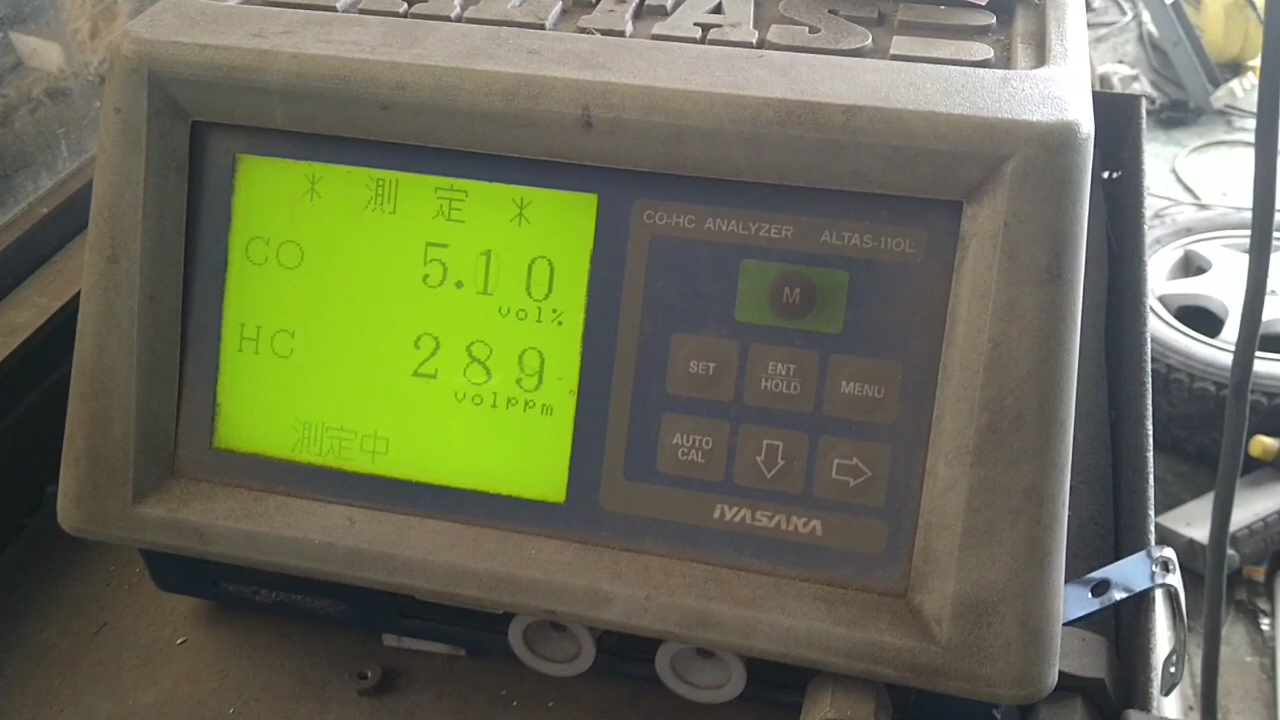 ALTAS
* 測 定 *
CO 5.10
vol%
HC 289
volppm
測定中
CO-HC ANALYZER ALTAS-110L
M
SET
ENT
HOLD
MENU
AUTO
CAL
IYASAKA